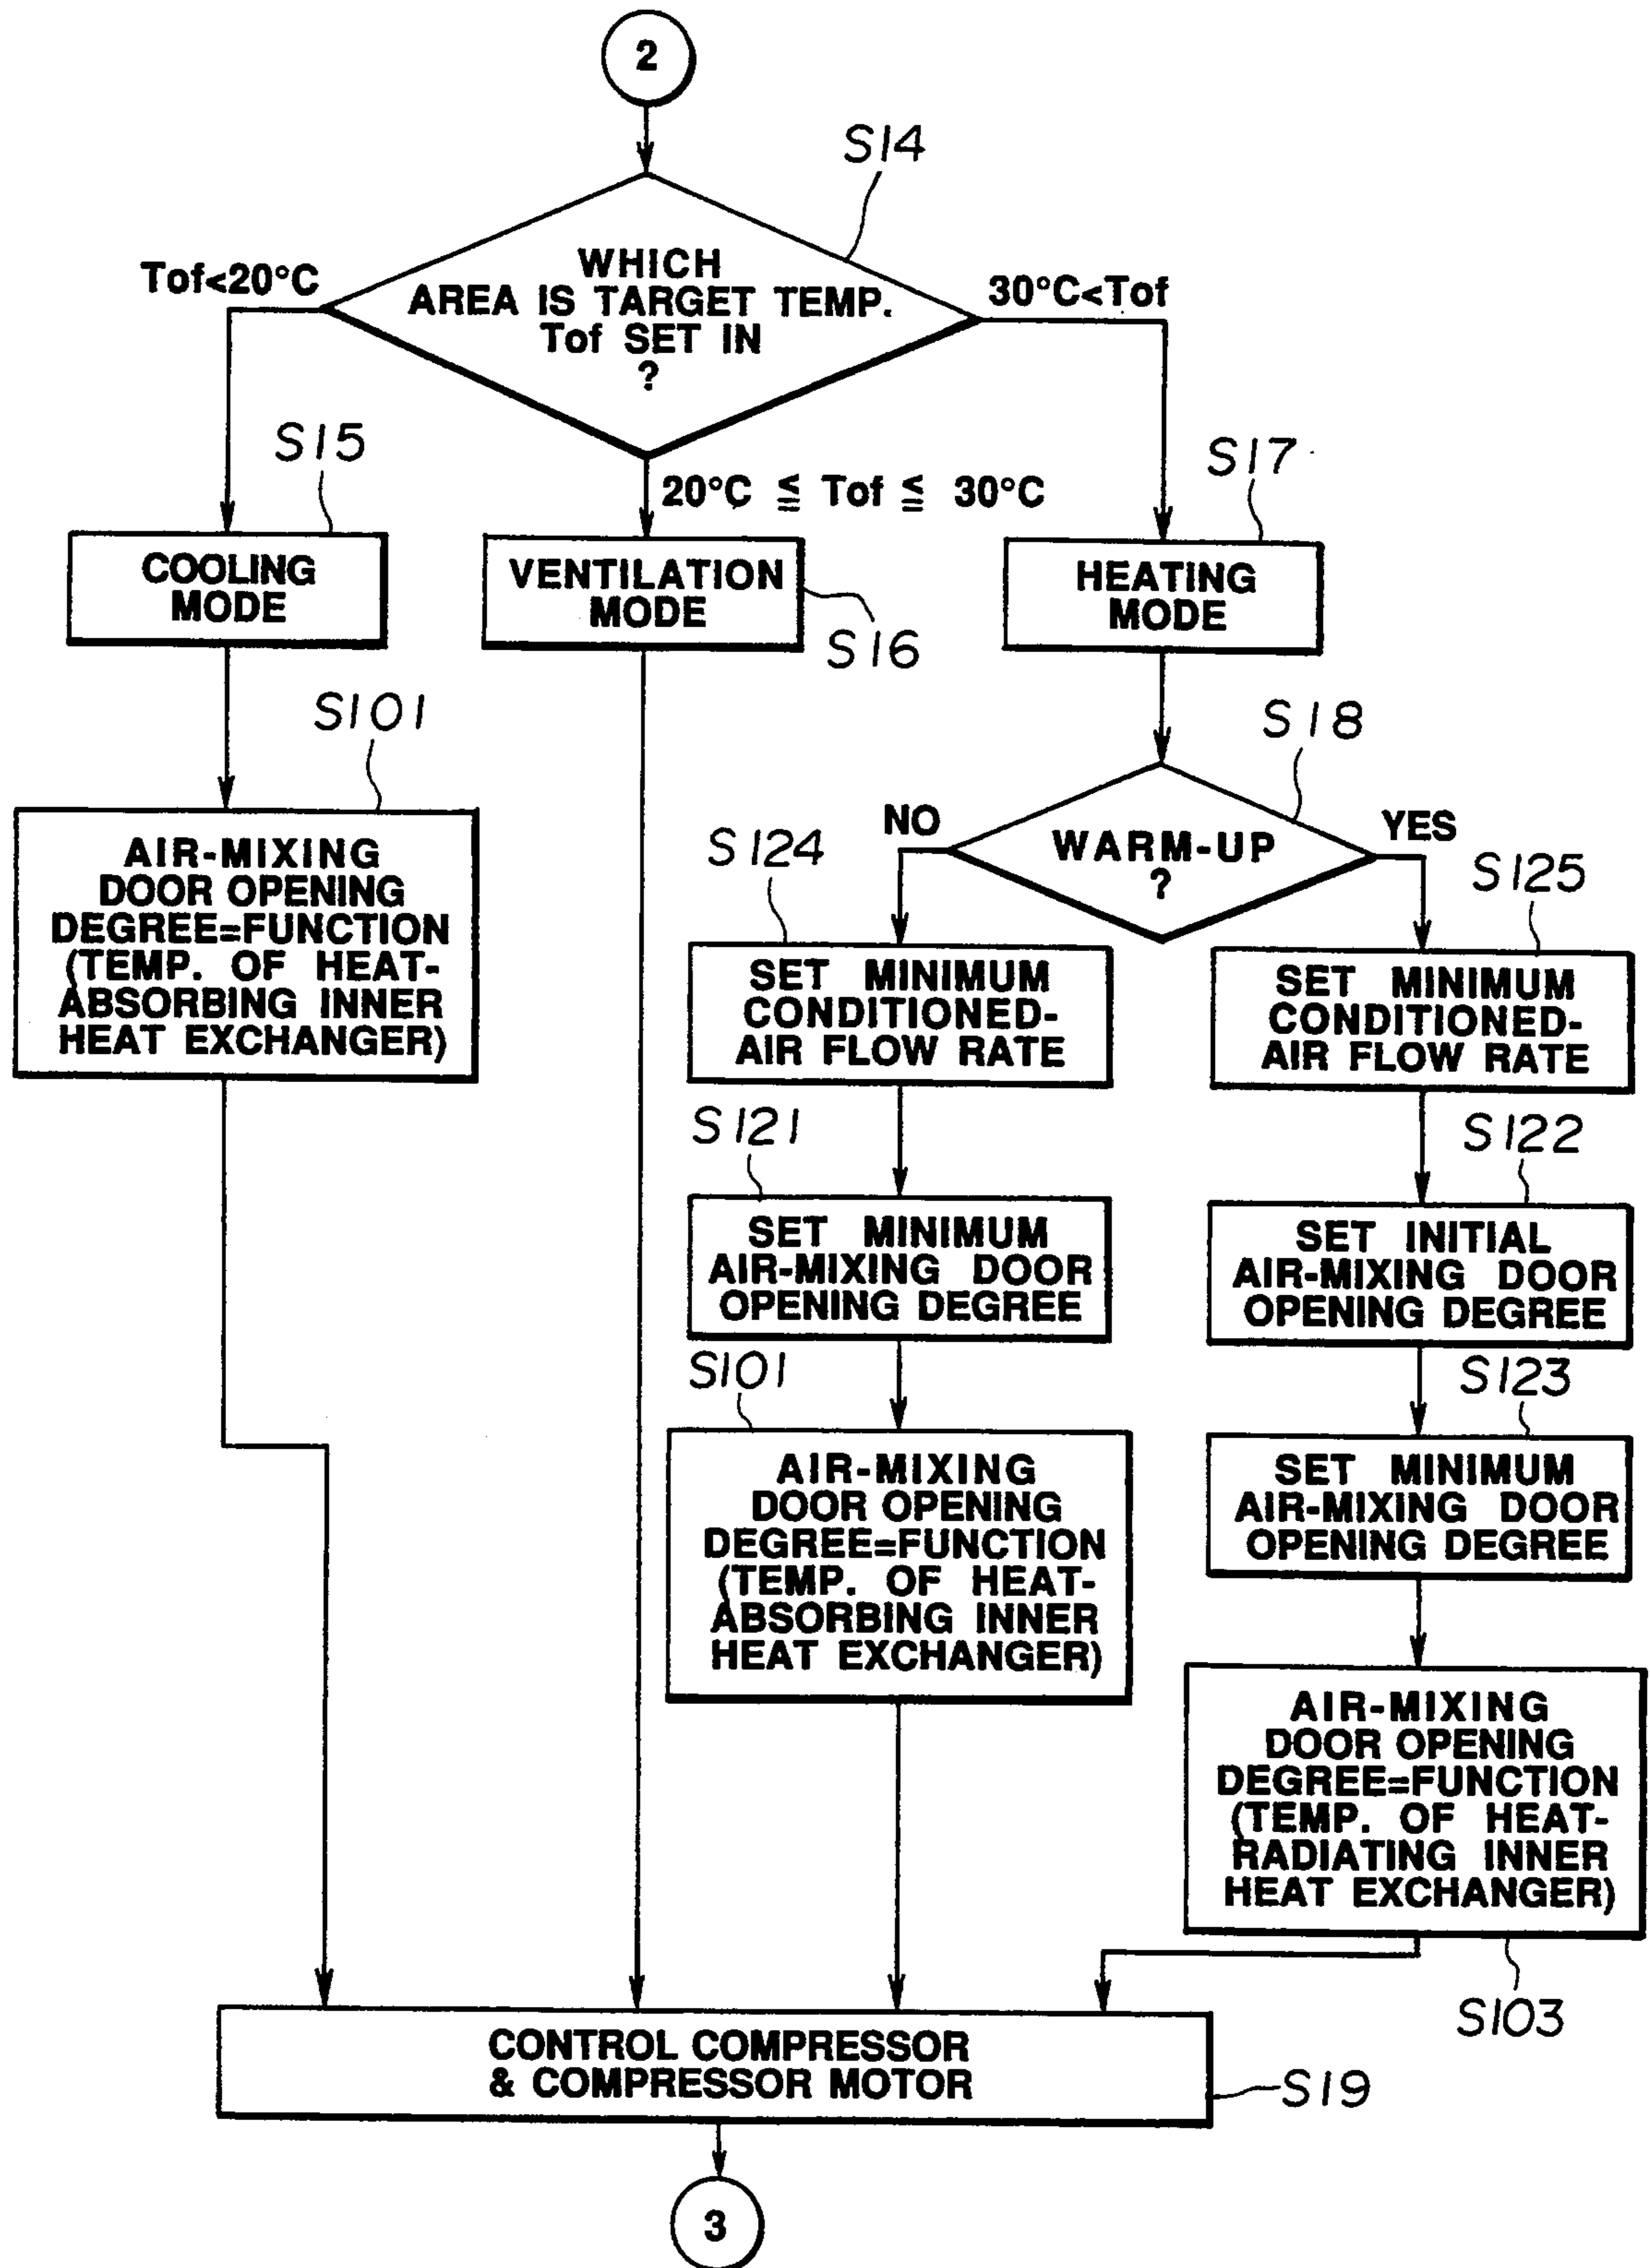 2
S14
WHICH
AREA IS TARGET TEMP.
Tof SET IN
?
Tof<20°C
30°C<Tof
20°C ≦ Tof ≦ 30°C
S15
COOLING
MODE
VENTILATION
MODE
S16
S17
HEATING
MODE
S101
AIR-MIXING
DOOR OPENING
DEGREE=FUNCTION
(TEMP. OF HEAT-
ABSORBING INNER
HEAT EXCHANGER)
S18
WARM-UP
?
NO
YES
S124
SET MINIMUM
CONDITIONED-
AIR FLOW RATE
S125
SET MINIMUM
CONDITIONED-
AIR FLOW RATE
S121
SET MINIMUM
AIR-MIXING DOOR
OPENING DEGREE
S122
SET INITIAL
AIR-MIXING DOOR
OPENING DEGREE
S101
AIR-MIXING
DOOR OPENING
DEGREE=FUNCTION
(TEMP. OF HEAT-
ABSORBING INNER
HEAT EXCHANGER)
S123
SET MINIMUM
AIR-MIXING DOOR
OPENING DEGREE
AIR-MIXING
DOOR OPENING
DEGREE=FUNCTION
(TEMP. OF HEAT-
RADIATING INNER
HEAT EXCHANGER)
S103
CONTROL COMPRESSOR
& COMPRESSOR MOTOR
S19
3